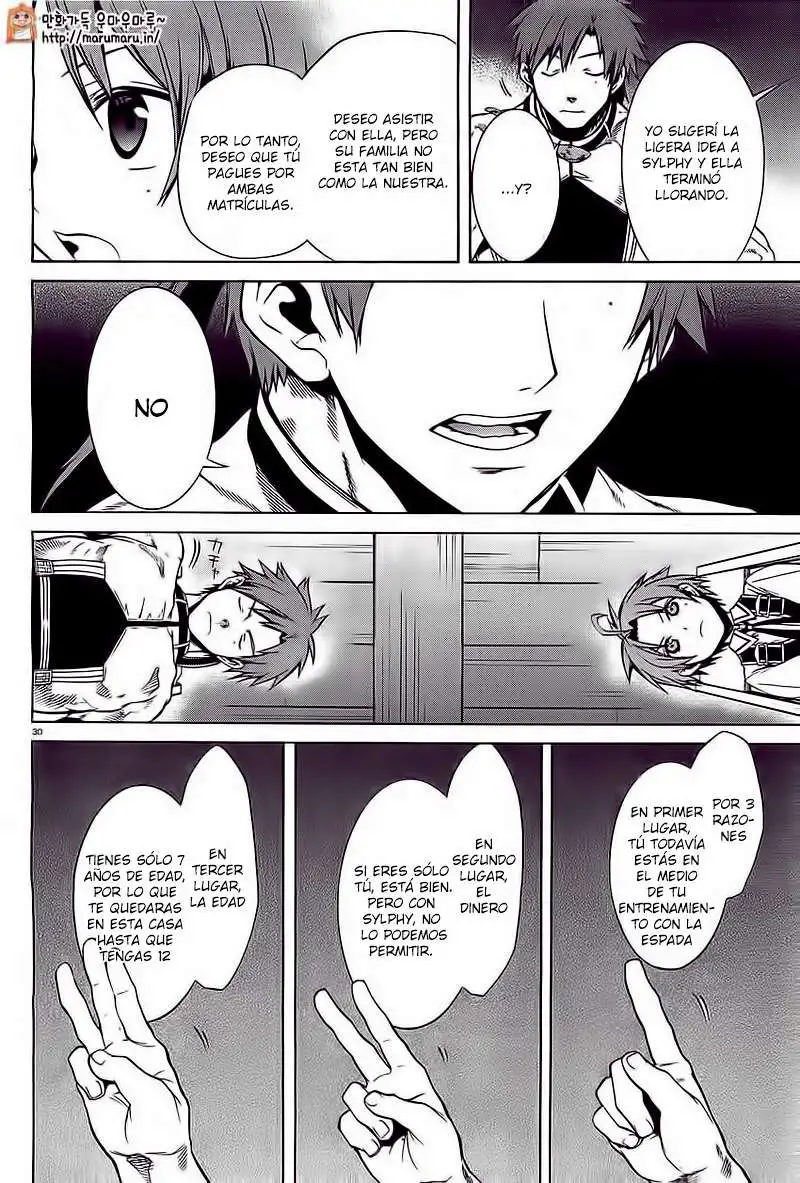 만화가득 우마우마루~
http://marumaru.in/
YO SUGERÍ LA
LIGERA IDEA A
SYLPHY Y ELLA
TERMINÓ
LLORANDO.
...Y?
DESEO ASISTIR
CON ELLA, PERO
SU FAMILIA NO
ESTA TAN BIEN
COMO LA NUESTRA.
POR LO TANTO,
DESEO QUE TÚ
PAGUES POR
AMBAS
MATRÍCULAS.
NO
30
POR 3
RAZO-
NES
EN PRIMER
LUGAR,
TÚ TODAVÍA
ESTÁS EN
EL MEDIO
DE TU
ENTRENAMIEN-
TO CON LA
ESPADA
EN
SEGUNDO
LUGAR,
EL
DINERO
SI ERES SÓLO
TÚ, ESTÁ BIEN.
PERO CON
SYLPHY, NO
LO PODEMOS
PERMITIR.
EN
TERCER
LUGAR,
LA EDAD
TIENES SÓLO 7
AÑOS DE EDAD,
POR LO QUE
TE QUEDARAS
EN ESTA CASA
HASTA QUE
TENGAS 12